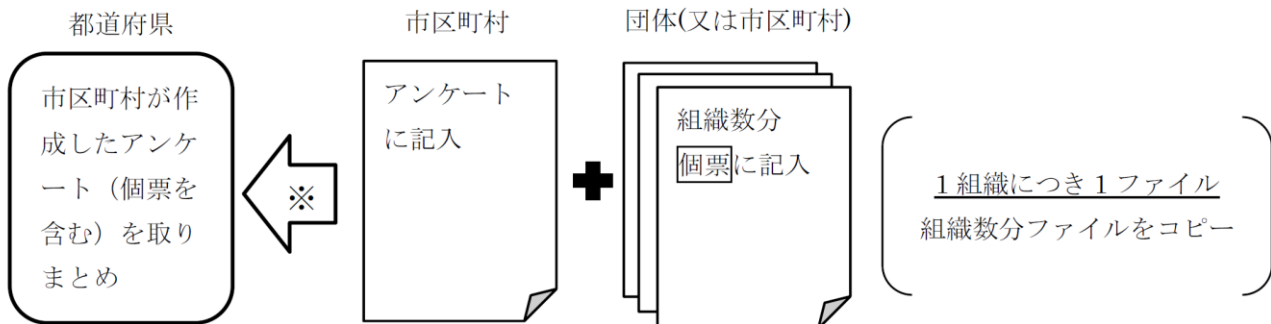 都道府県
市区町村が作
成したアンケ
ート（個票を
含む）を取り
まとめ
※
市区町村
アンケート
に記入
団体(又は市区町村)
組織数分
個票に記入
1 組織につき 1 ファイル
組織数分ファイルをコピー